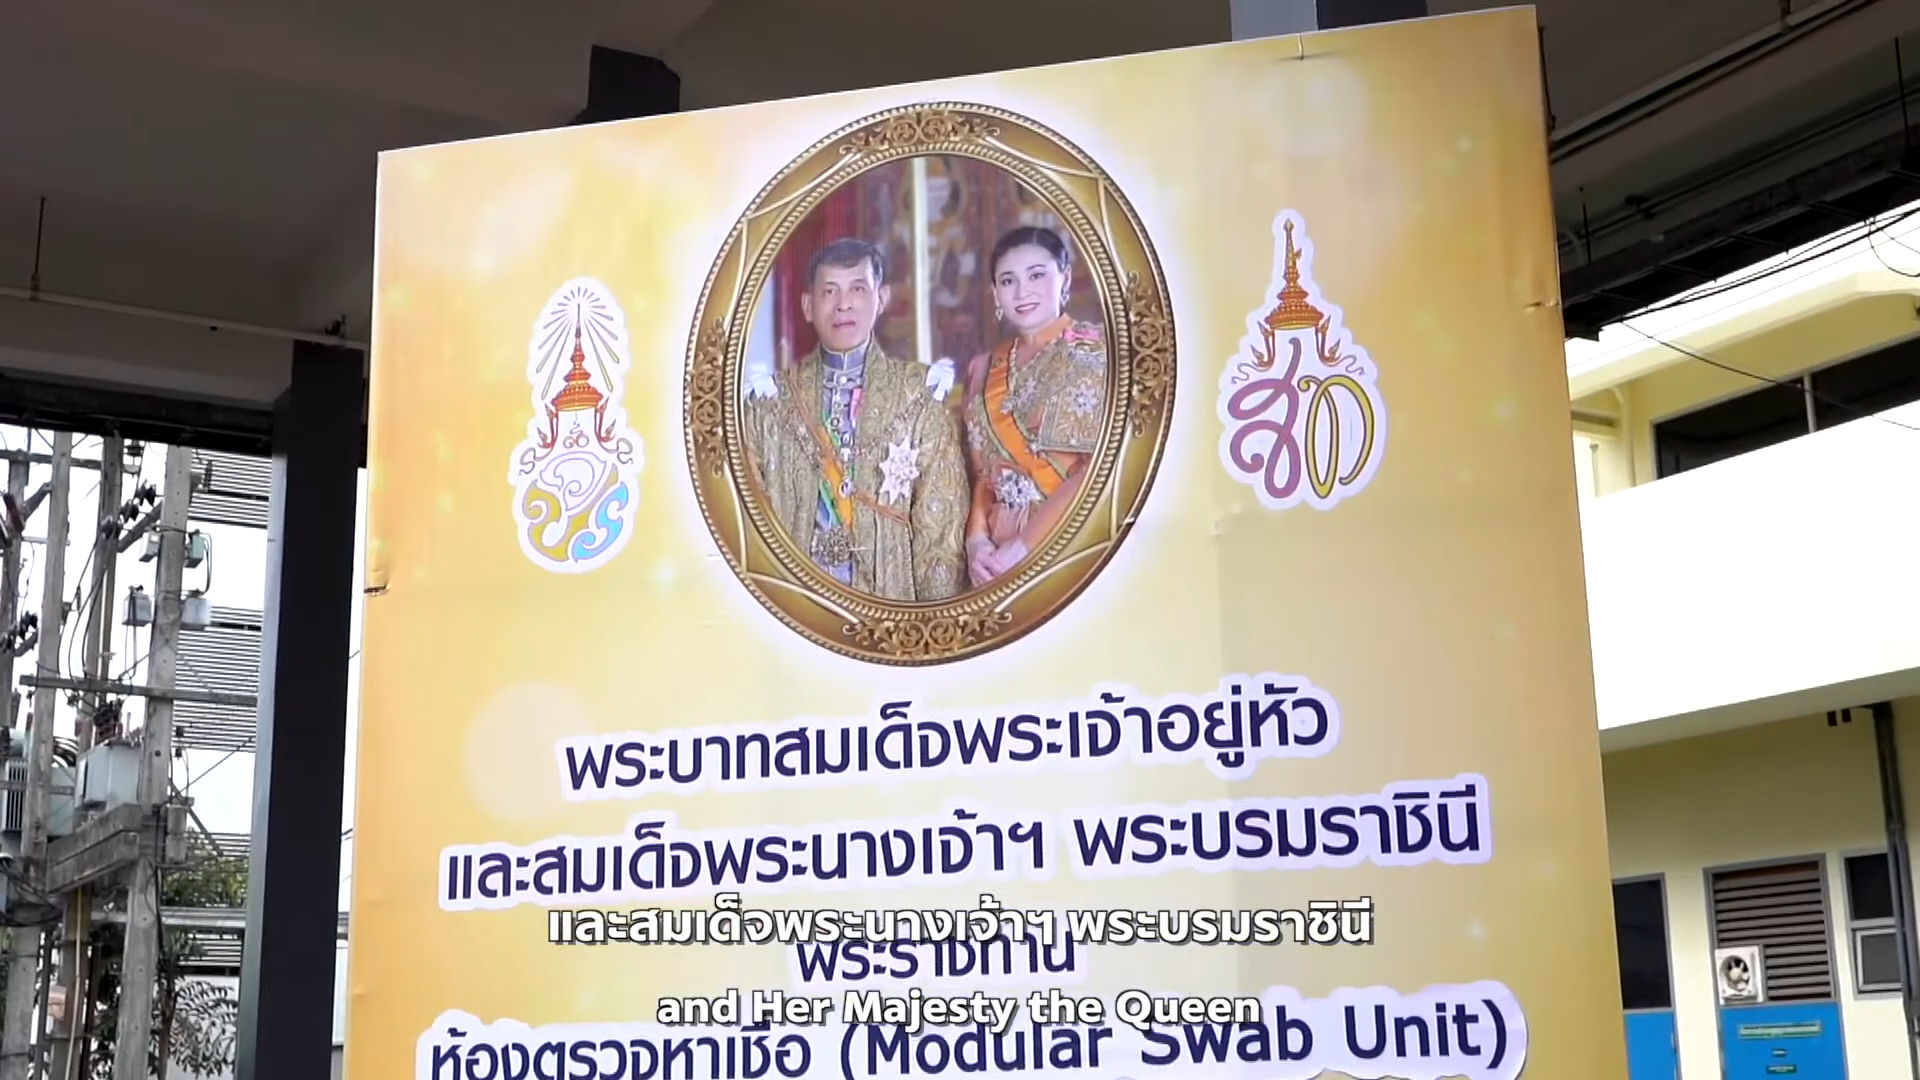 สท
พระบาทสมเด็จพระเจ้าอยู่หัว
และสมเด็จพระนางเจ้าฯ พระบรมราชินี
และสมเด็จพระนางเจ้าฯ พระบรมราชินี
พระราชทาน
and Her Majesty the Queen
ห้องตรวจหาเชื้อ (Modular Swab Unit)